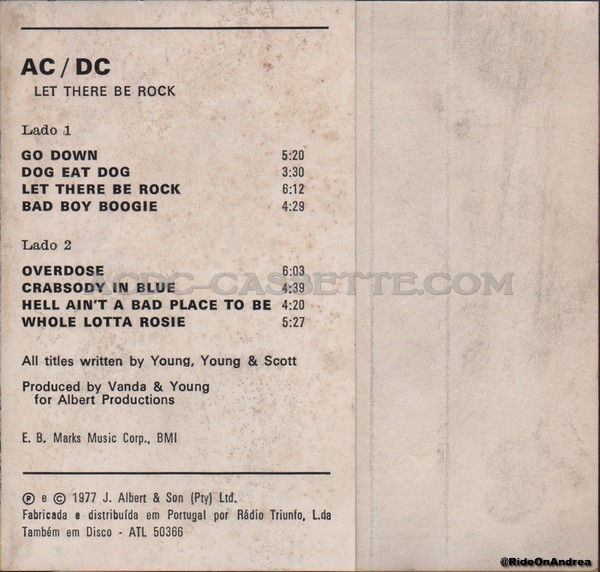 AC/DC
LET THERE BE ROCK
Lado 1
GO DOWN 5:20
DOG EAT DOG 3:30
LET THERE BE ROCK 6:12
BAD BOY BOOGIE 4:29
Lado 2
OVERDOSE 6:03
ACDC-CASSETTE.COM
CRABSODY IN BLUE 4:39
HELL AIN'T A BAD PLACE TO BE 4:20
WHOLE LOTTA ROSIE 5:27
All titles written by Young, Young & Scott
Produced by Vanda & Young
for Albert Productions
E. B. Marks Music Corp., BMI
Ⓟ e © 1977 J. Albert & Son (Pty) Ltd.
Fabricada e distribuída em Portugal por Rádio Triunfo, L.da
Também em Disco - ATL 50366
@RideOnAndrea